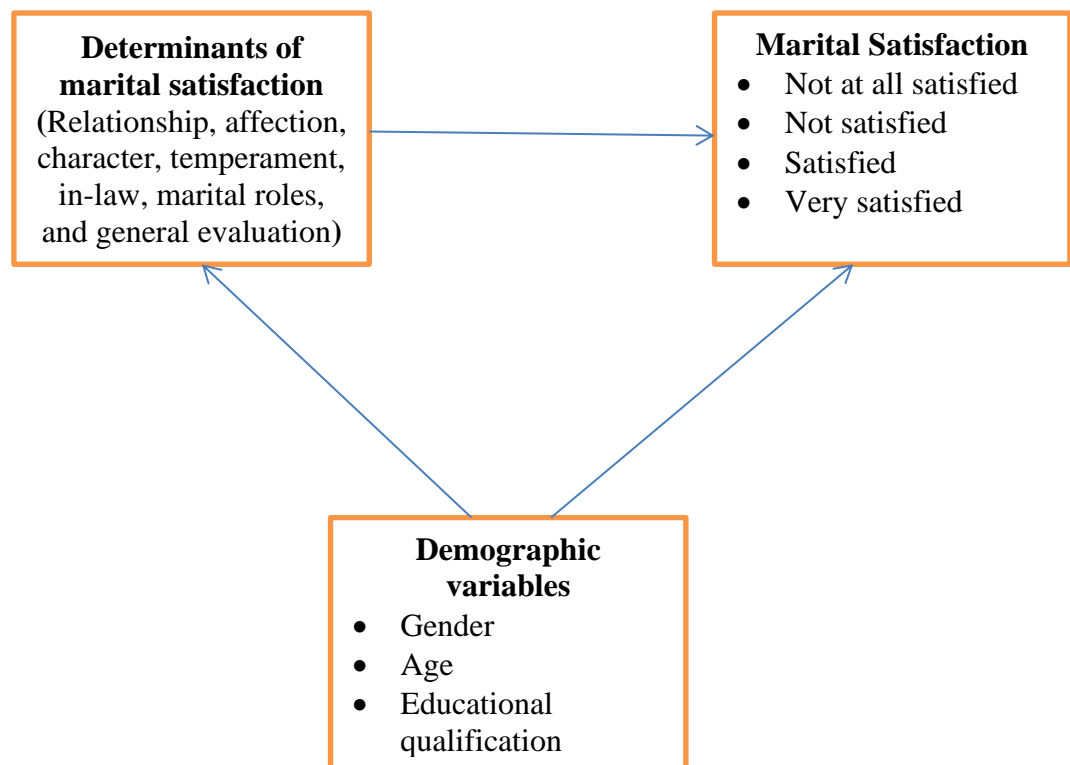 Determinants of
marital satisfaction
(Relationship, affection,
character, temperament,
in-law, marital roles,
and general evaluation)
Marital Satisfaction
• Not at all satisfied
• Not satisfied
• Satisfied
• Very satisfied
Demographic
variables
• Gender
• Age
• Educational
qualification